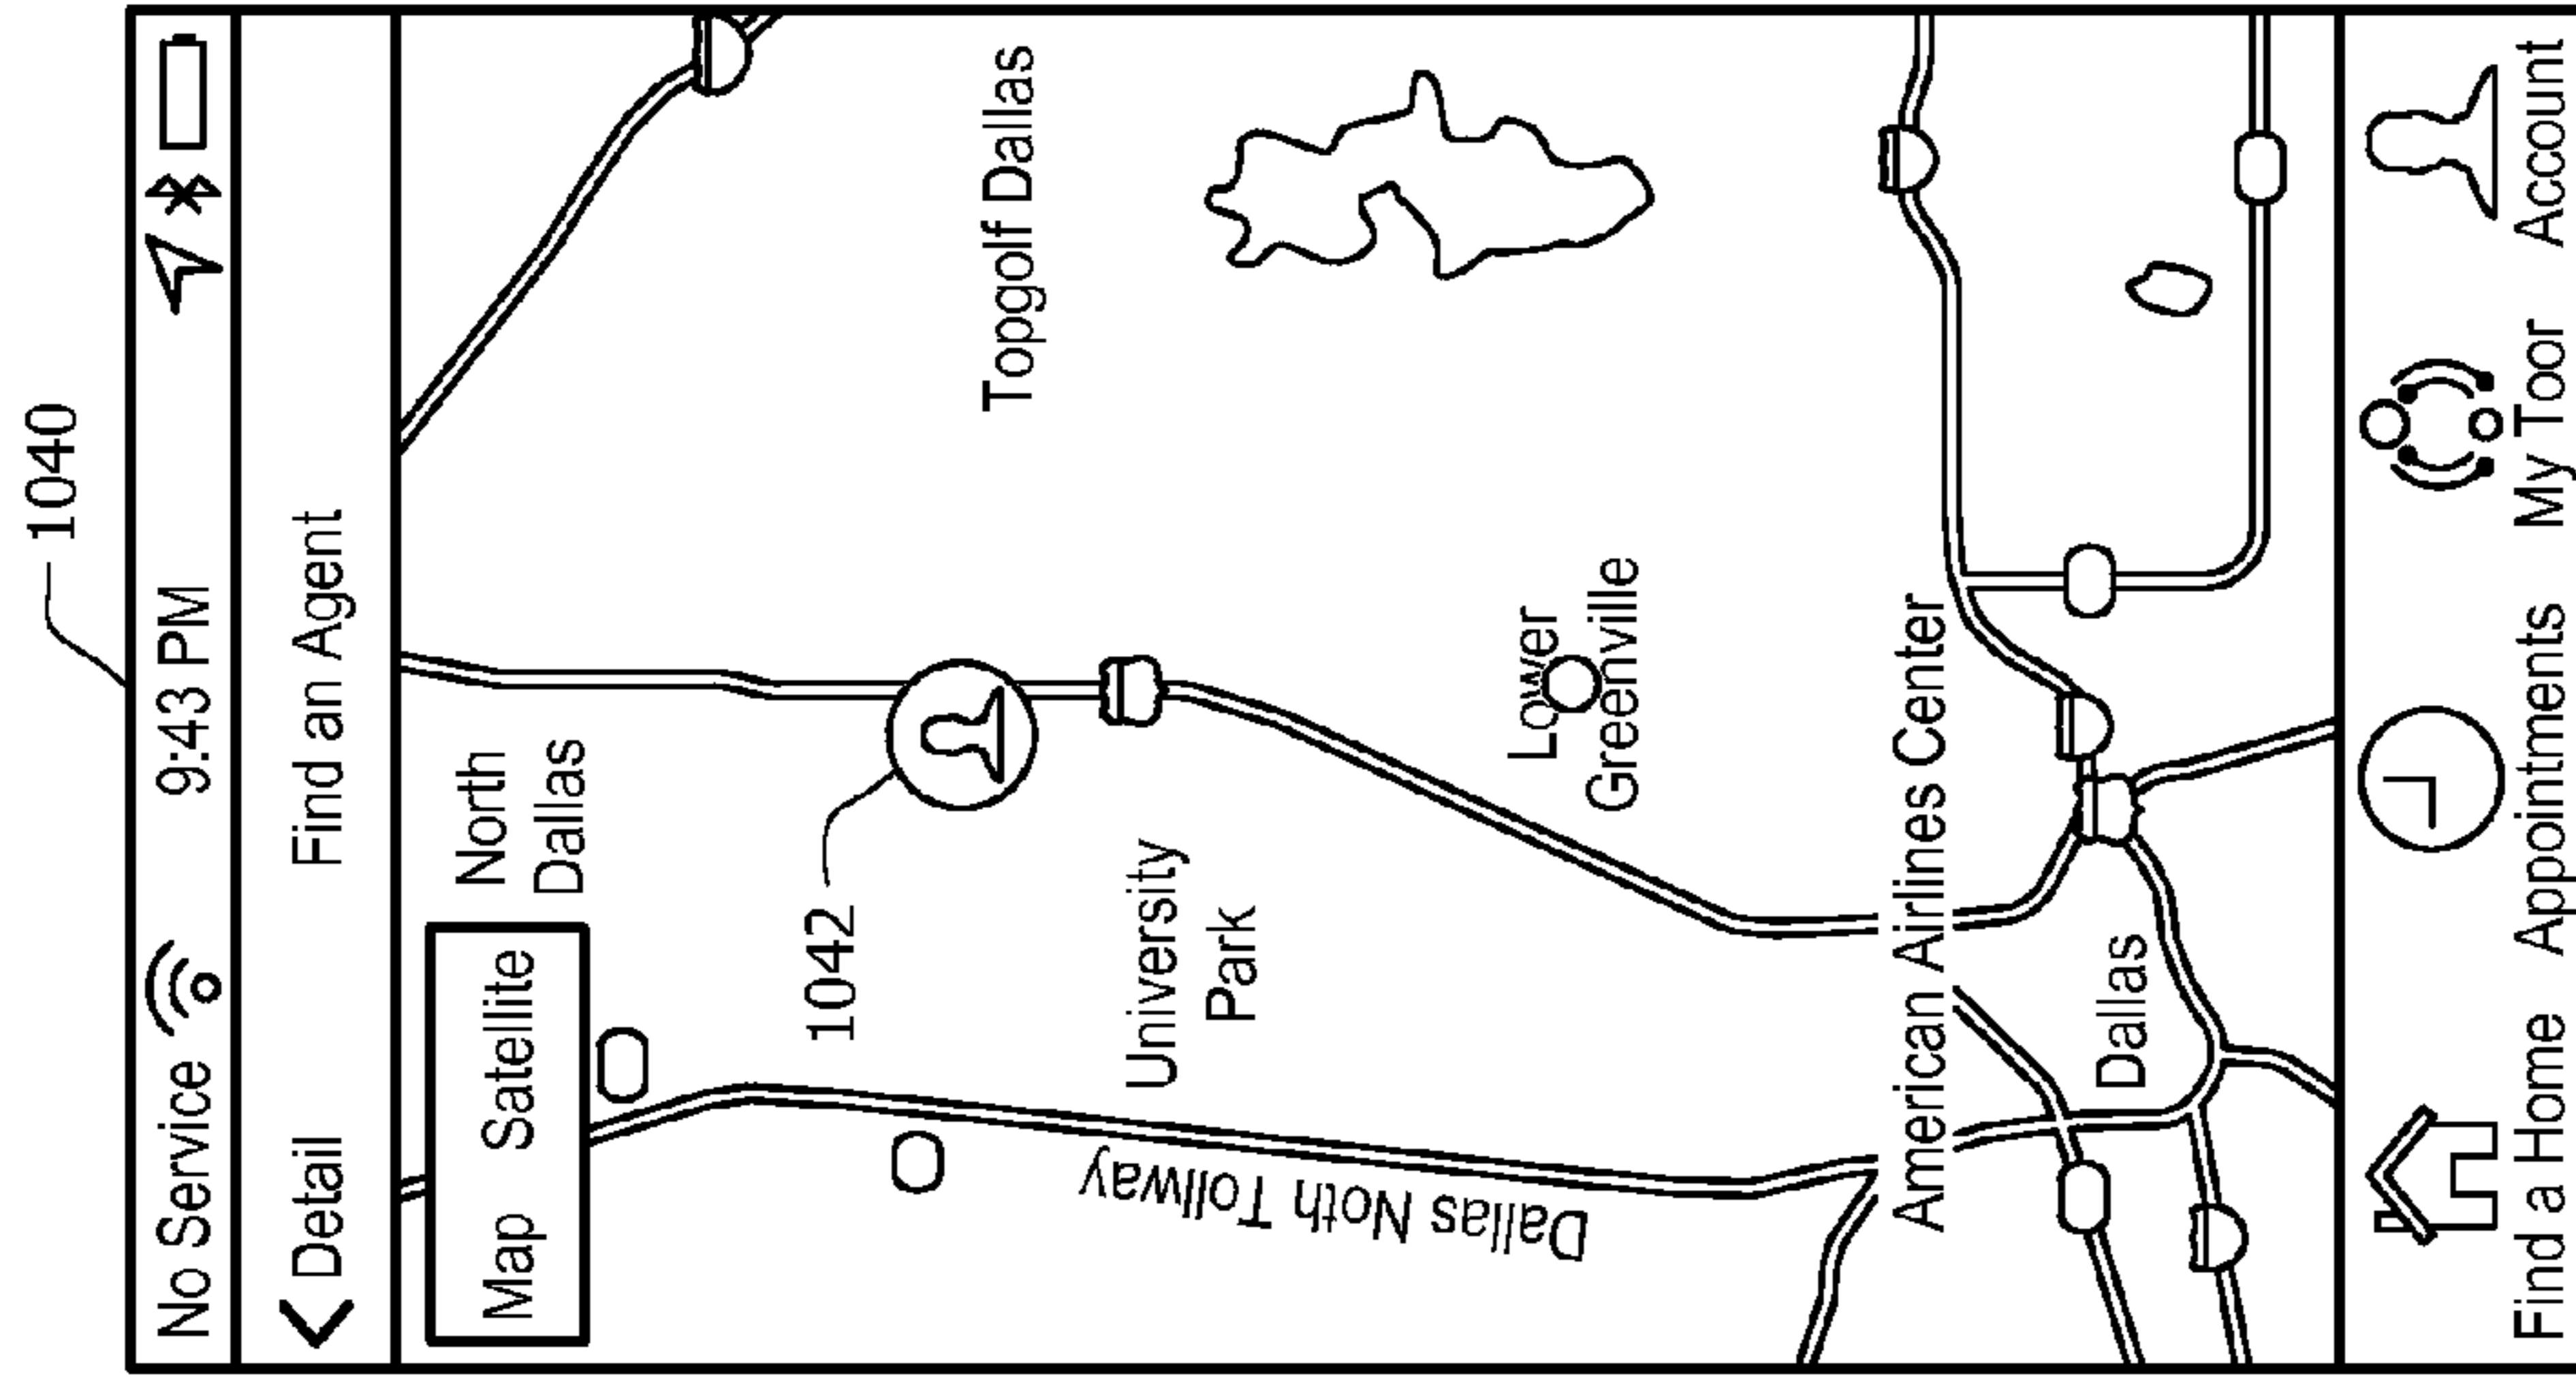 1040
No Service 9:43 PM
Detail Find an Agent
Map Satellite
North
Dallas
1042
Topgolf Dallas
University
Park
Dallas Noth Tollway
Lower
Greenville
American Airlines Center
Dallas
Find a Home Appointments My Toor Account